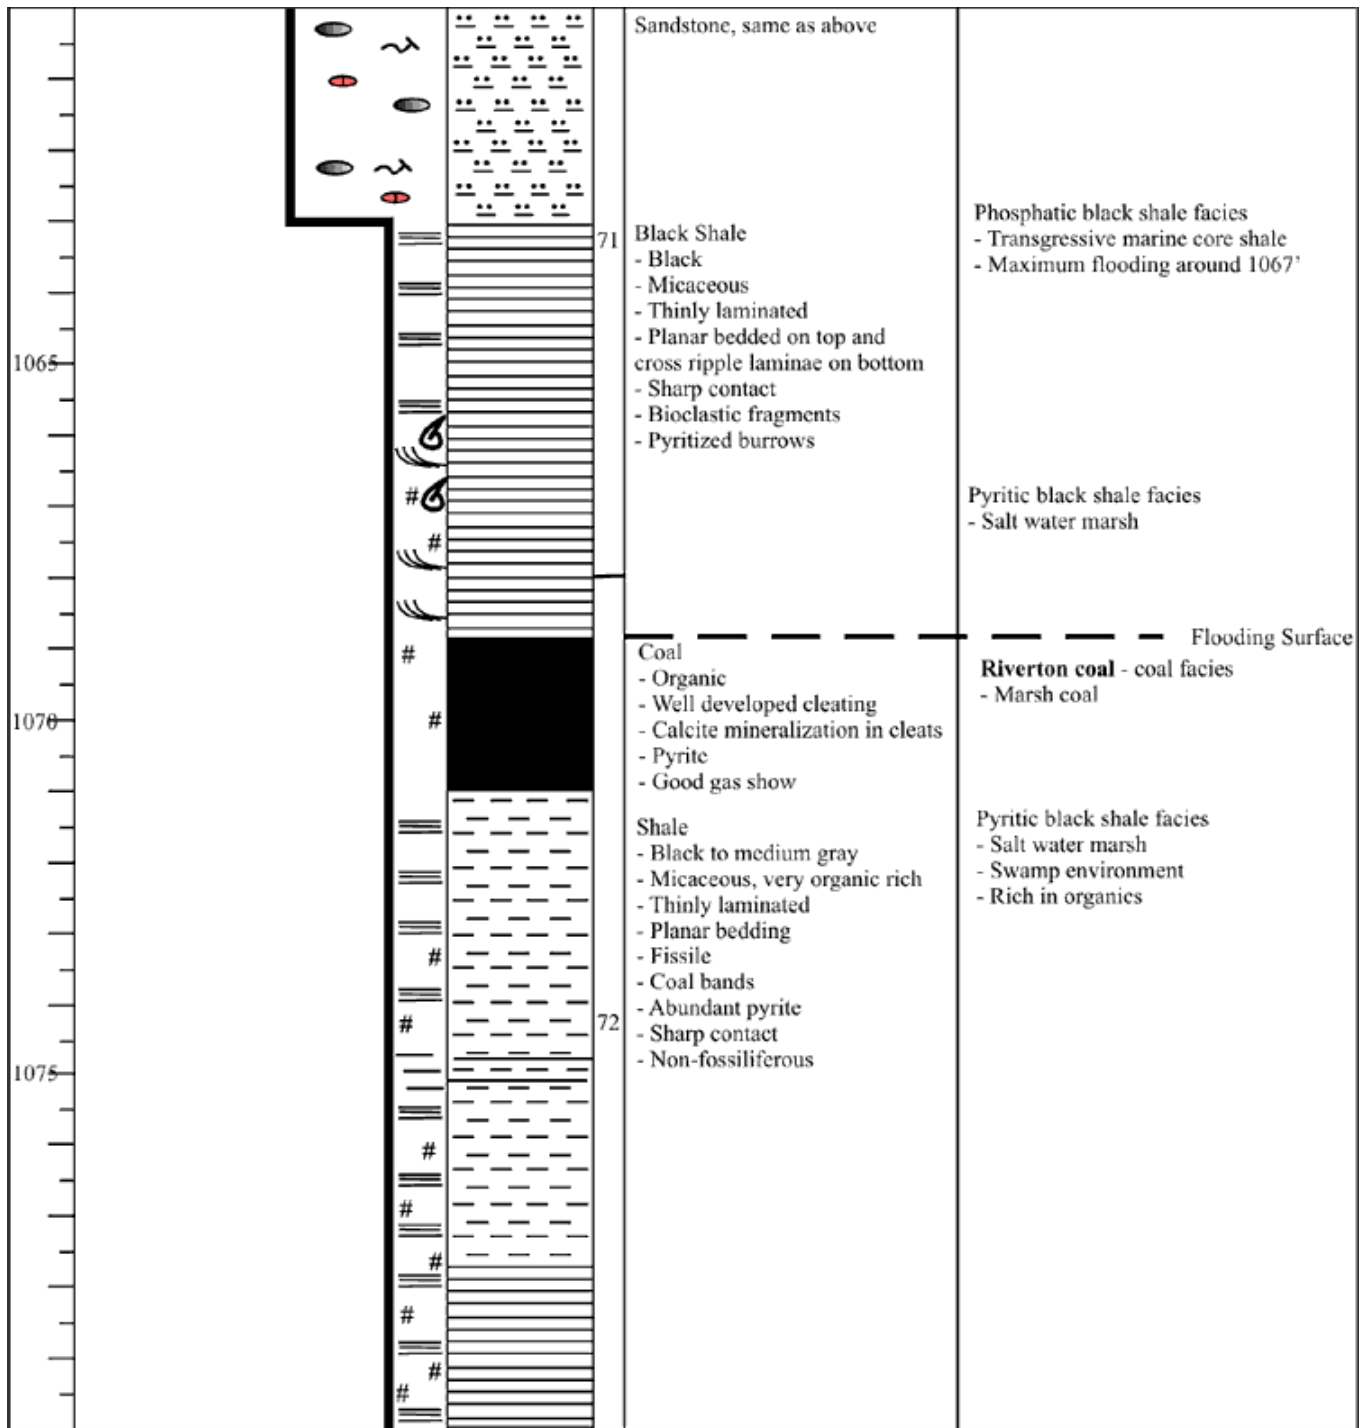 Sandstone, same as above
71
Black Shale
- Black
- Micaceous
- Thinly laminated
- Planar bedded on top and
cross ripple laminae on bottom
- Sharp contact
- Bioclastic fragments
- Pyritized burrows
Phosphatic black shale facies
- Transgressive marine core shale
- Maximum flooding around 1067'
1065
#
#
Pyritic black shale facies
- Salt water marsh
Flooding Surface
#
#
1070
Coal
- Organic
- Well developed cleating
- Calcite mineralization in cleats
- Pyrite
- Good gas show
Riverton coal - coal facies
- Marsh coal
Shale
- Black to medium gray
- Micaceous, very organic rich
- Thinly laminated
- Planar bedding
- Fissile
- Coal bands
- Abundant pyrite
- Sharp contact
- Non-fossiliferous
Pyritic black shale facies
- Salt water marsh
- Swamp environment
- Rich in organics
#
#
72
1075
#
#
#
#
#
#